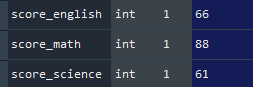 score_english int 1 66
score_math int 1 88
score_science int 1 61